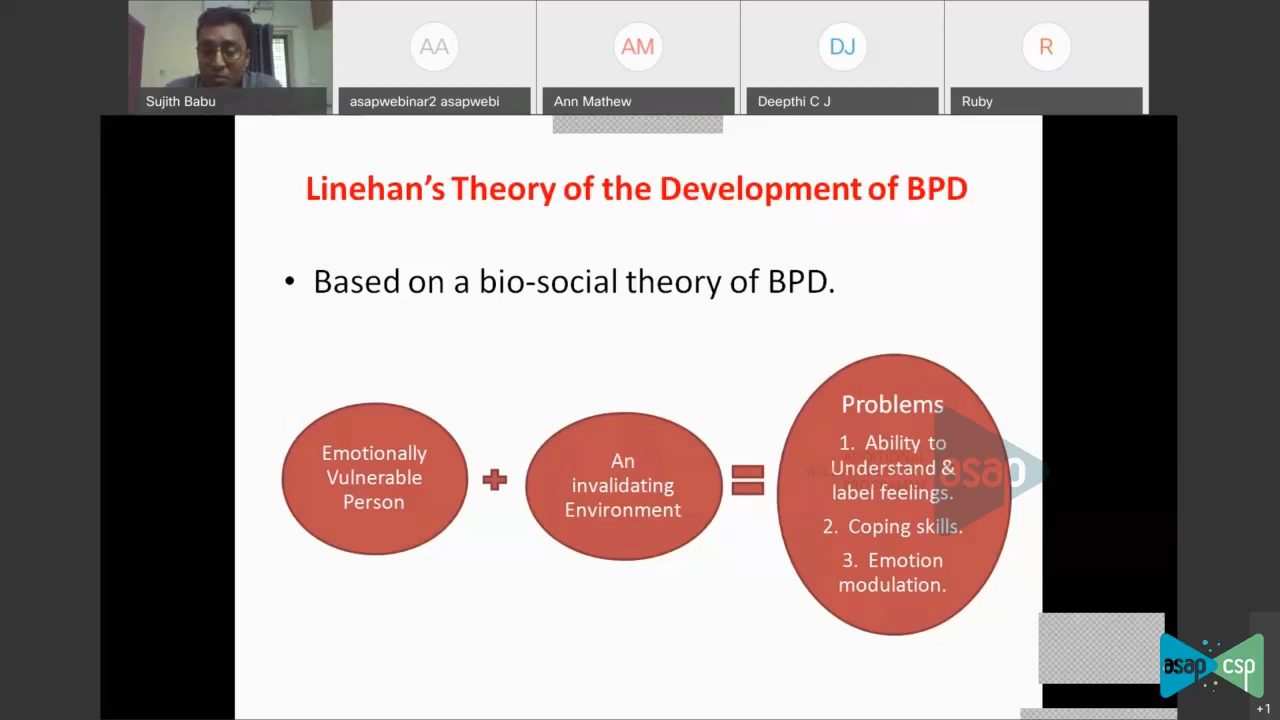 AA
AM
DJ
R
Sujith Babu
asapwebinar2 asapwebi
Ann Mathew
Deepthi C J
Ruby
Linehan's Theory of the Development of BPD
• Based on a bio-social theory of BPD.
Emotionally
Vulnerable
Person
+
An
invalidating
Environment
=
Problems
1. Ability to
Understand &
label feelings.
2. Coping skills.
3. Emotion
modulation.
asap
asap csp
+1